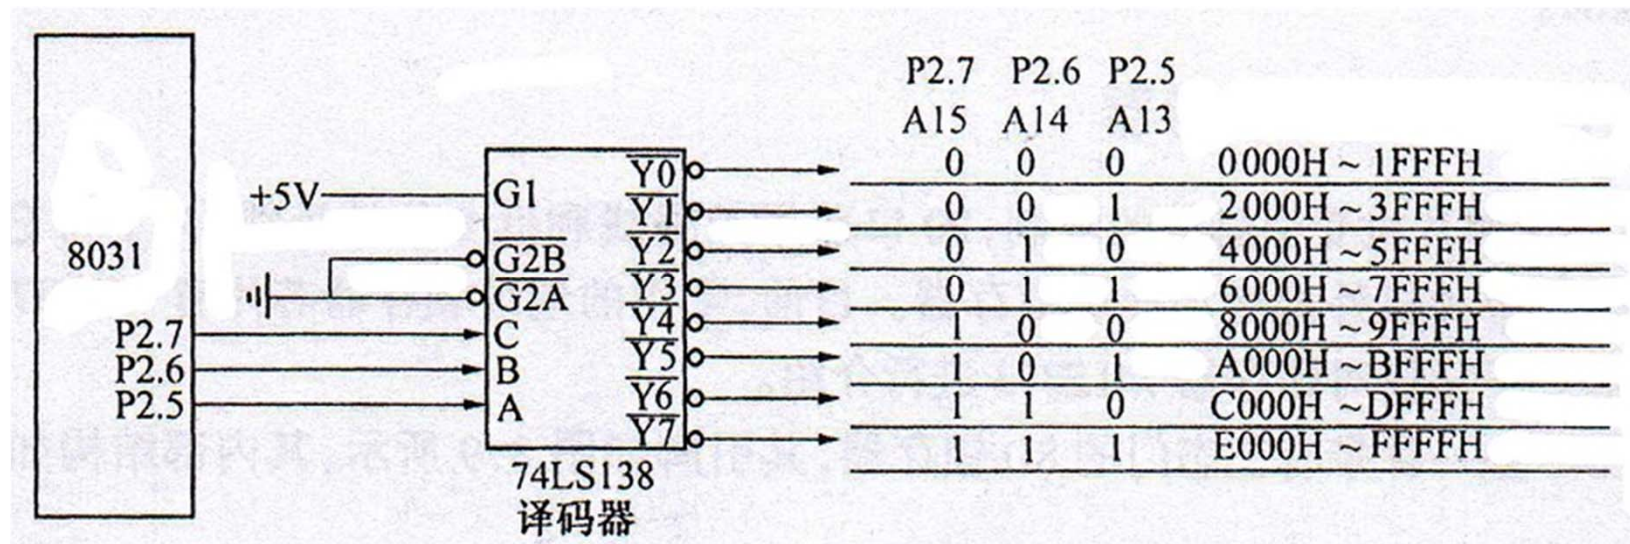 P2.7 P2.6 P2.5
A15 A14 A13
0 0 0 0000H ~ 1FFFH
0 0 1 2000H ~ 3FFFH
0 1 0 4000H ~ 5FFFH
0 1 1 6000H ~ 7FFFH
1 0 0 8000H ~ 9FFFH
1 0 1 A000H ~ BFFFH
1 1 0 C000H ~ DFFFH
1 1 1 E000H ~ FFFFH
8031
P2.7
P2.6
P2.5
+5V
G1
G2B
G2A
C
B
A
Y0
Y1
Y2
Y3
Y4
Y5
Y6
Y7
74LS138
译码器